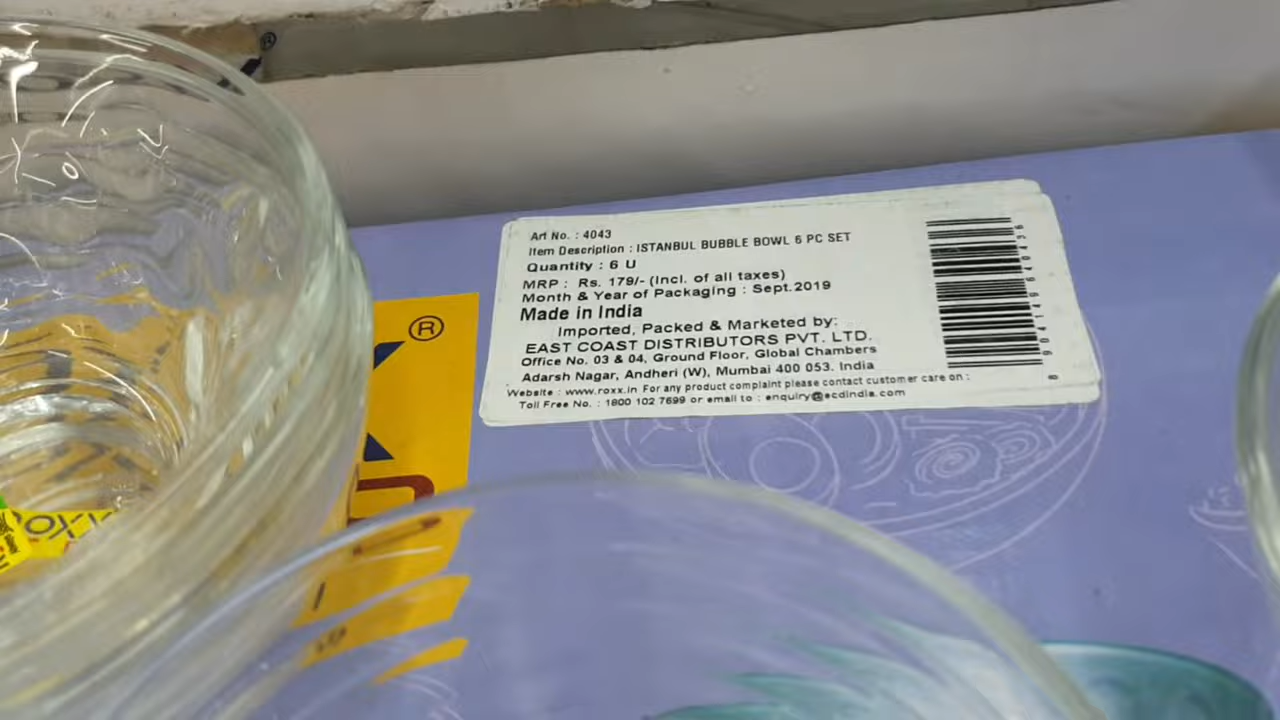 Art No. : 4043
Item Description : ISTANBUL BUBBLE BOWL 6 PC SET
Quantity : 6 U
MRP : Rs. 179/- (Incl. of all taxes)
Month & Year of Packaging : Sept.2019
Made in India
Imported, Packed & Marketed by:
EAST COAST DISTRIBUTORS PVT. LTD.
Office No. 03 & 04, Ground Floor, Global Chambers
Adarsh Nagar, Andheri (W), Mumbai 400 053. India
Website : www.roxx.in For any product complaint please contact customer care on :
Toll Free No. : 1800 102 7699 or email to : enquiry@ecdindia.com
®
®